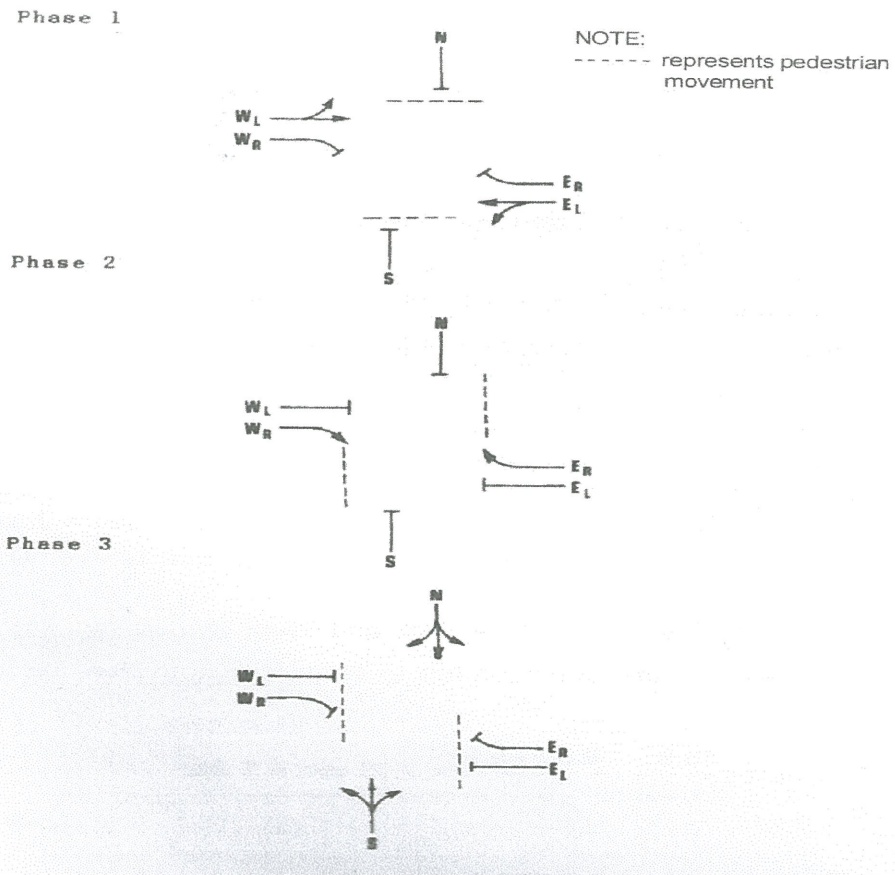 Phase 1
N
NOTE:
------ represents pedestrian
movement
WL
WR
ER
EL
S
Phase 2
N
WL
WR
ER
EL
S
Phase 3
N
WL
WR
ER
EL
S